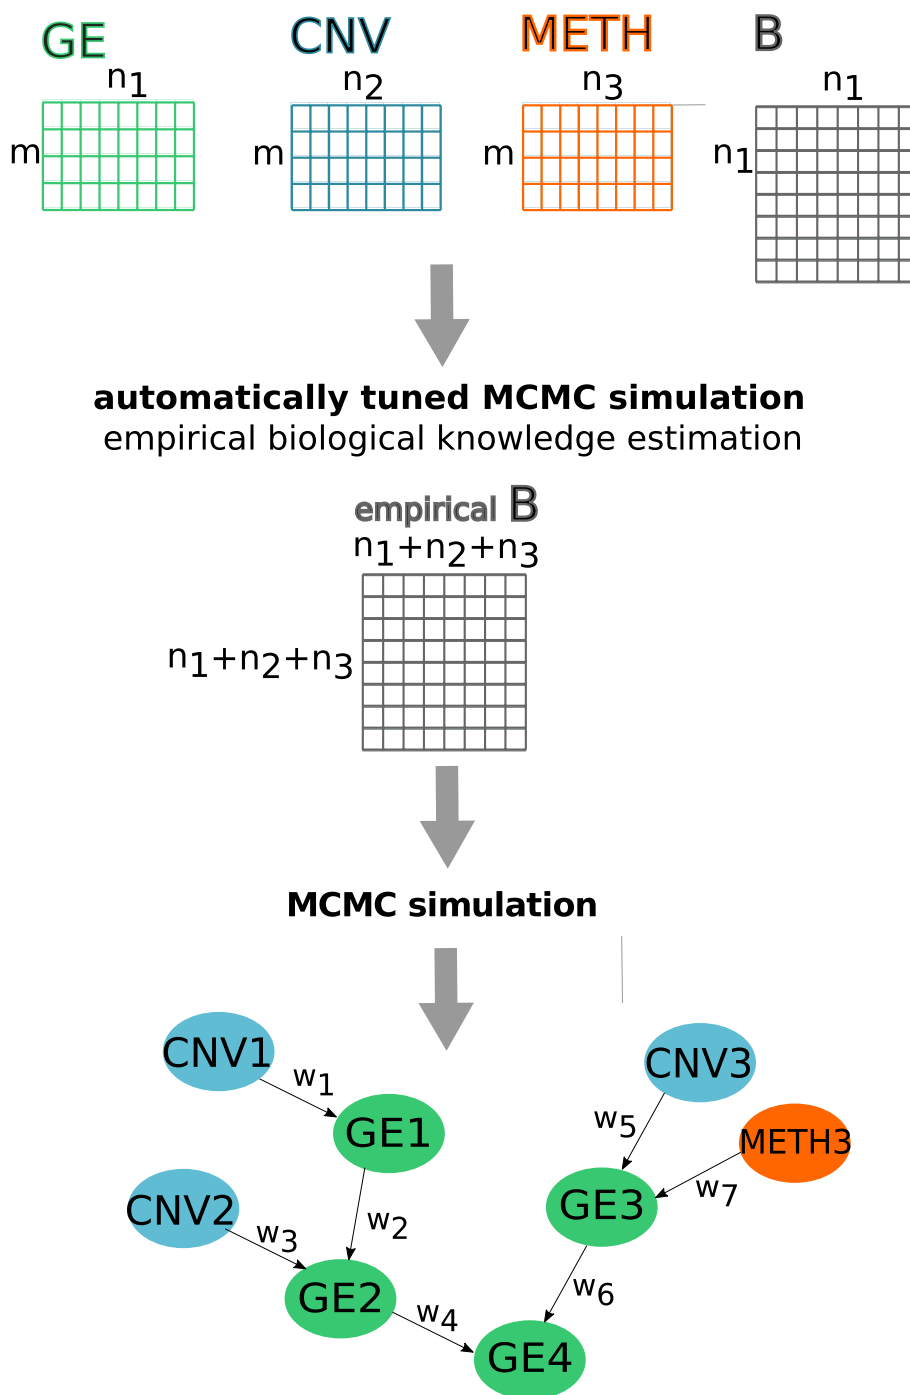 GE CNV METH B
n1 n2 n3 n1
m m m n1
automatically tuned MCMC simulation
empirical biological knowledge estimation
empirical B
n1+n2+n3
n1+n2+n3
MCMC simulation
CNV1 CNV3
w1
GE1 w5 METH3
CNV2 GE3 w7
w3 w2
GE2 w4 w6
GE4